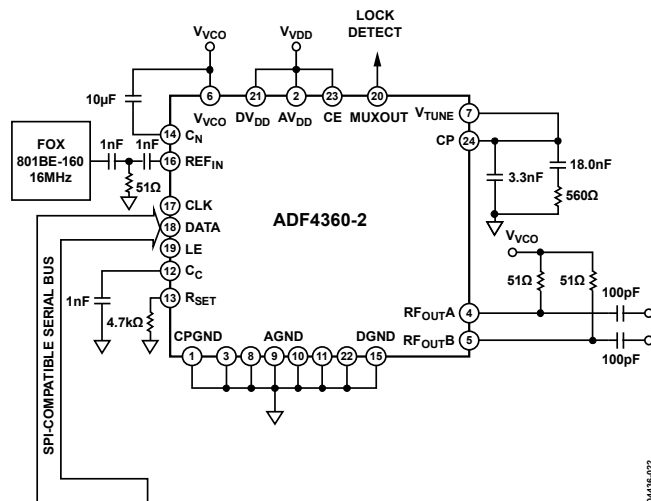 LOCK
DETECT
VVCO
VVDD
10µF
6
21
2
23
20
VVCO
DVDD
AVDD
CE
MUXOUT
VTUNE
7
14
CN
CP
24
FOX
801BE-160
16MHz
1nF
1nF
16
REFIN
51Ω
18.0nF
3.3nF
560Ω
17
CLK
18
DATA
19
LE
ADF4360-2
12
CC
13
RSET
1nF
4.7kΩ
VVCO
51Ω
51Ω
100pF
RFOUTA
4
RFOUTB
5
100pF
CPGND
AGND
DGND
1
3
8
9
10
11
22
15
SPI-COMPATIBLE SERIAL BUS
04436-022